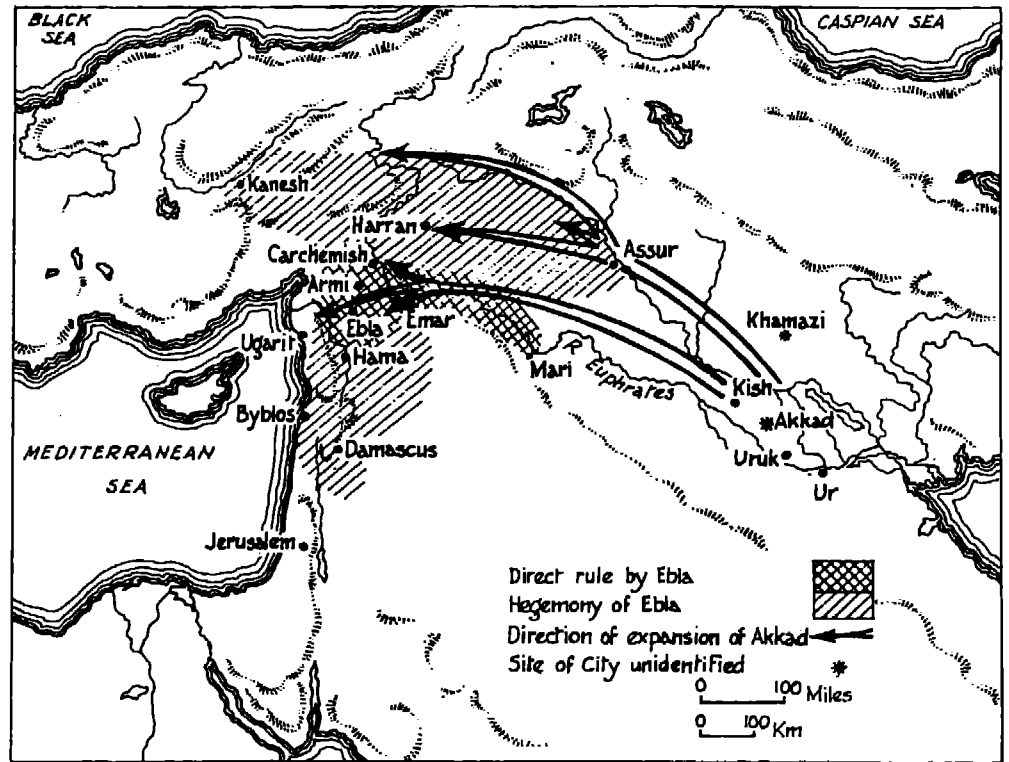 BLACK
SEA
CASPIAN SEA
Kanesh
Harran
Carchemish
Assur
Armi
Khamazi
Ebla
Emar
Ugarit
Hama
Mari
Euphrates
Kish
Byblos
Akkad
MEDITERRANEAN
SEA
Damascus
Uruk
Ur
Jerusalem
Direct rule by Ebla
Hegemony of Ebla
Direction of expansion of Akkad
Site of City unidentified
0 100 Miles
0 100 Km